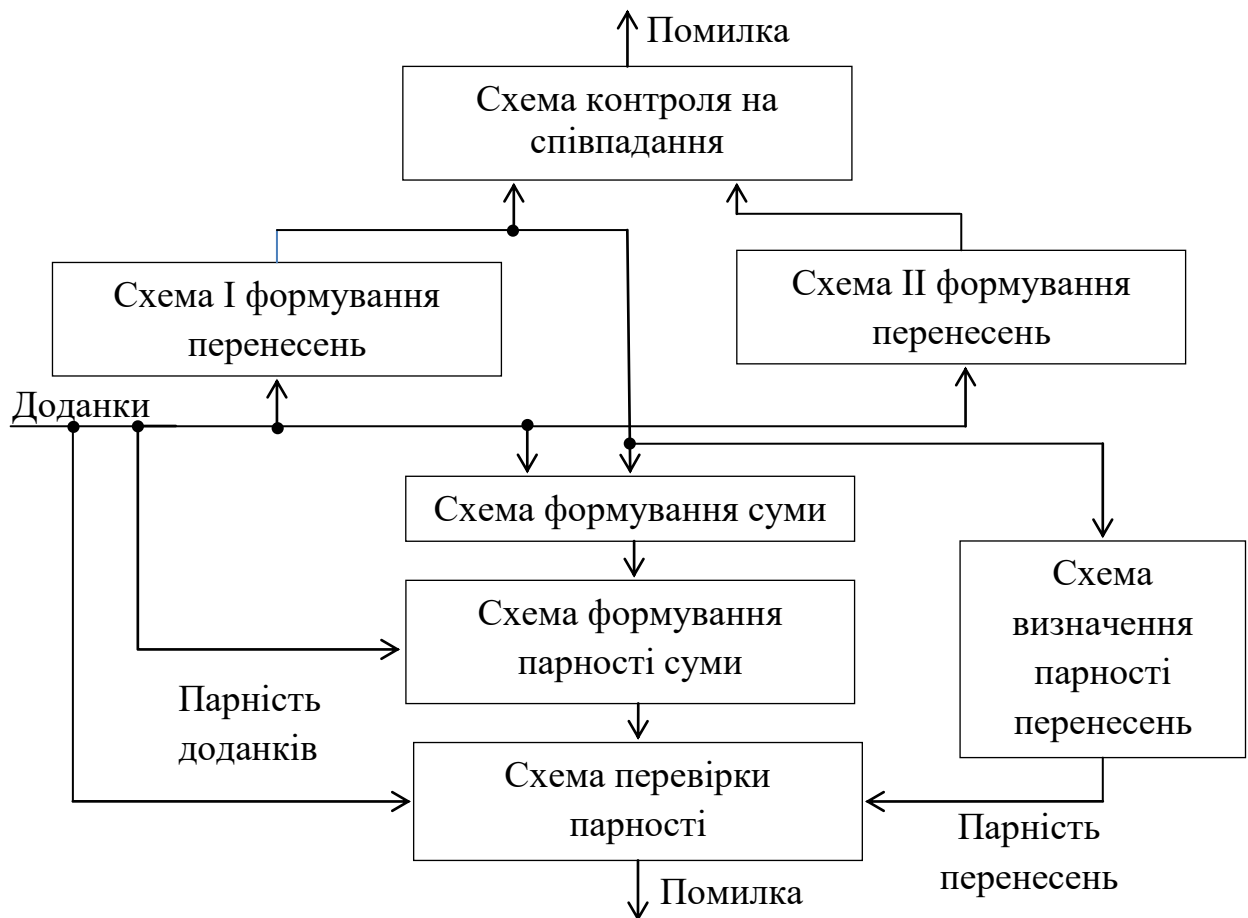 Помилка
Схема контроля на
співпадання
Схема І формування
перенесень
Схема ІІ формування
перенесень
Доданки
Схема формування суми
Схема формування
парності суми
Схема
визначення
парності
перенесень
Парність
доданків
Схема перевірки
парності
Парність
перенесень
Помилка